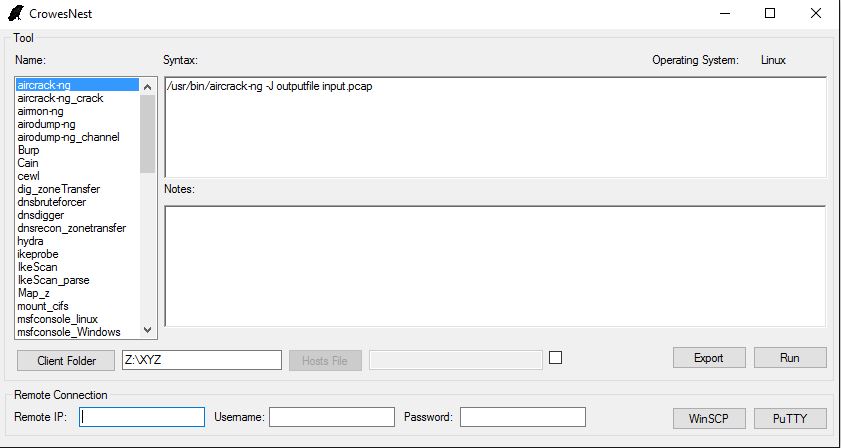 CrowesNest
Tool
Name:
Syntax:
Operating System: Linux
aircrack-ng
aircrack-ng_crack
airmon-ng
airodump-ng
airodump-ng_channel
Burp
Cain
cewl
dig_zoneTransfer
dnsbruteforcer
dnsdigger
dnsrecon_zonetransfer
hydra
ikeprobe
IkeScan
IkeScan_parse
Map_z
mount_cifs
msfconsole_linux
msfconsole_Windows
/usr/bin/aircrack-ng -J outputfile input.pcap
Notes:
Client Folder
Z:\XYZ
Hosts File
Export
Run
Remote Connection
Remote IP:
Username:
Password:
WinSCP
PuTTY